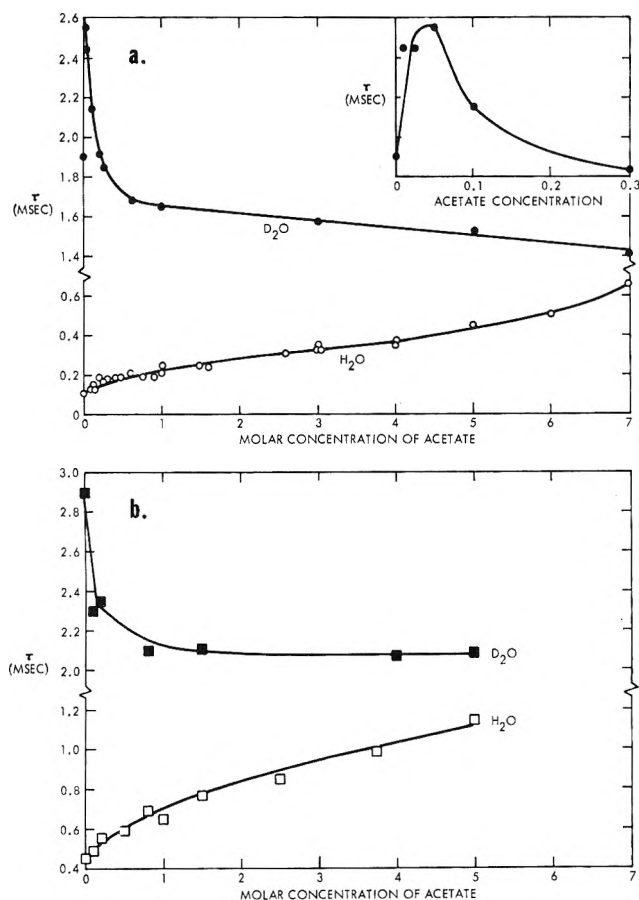 a.
2.6
2.4
2.2
2.0
1.8
1.6
1.4
0.6
0.4
0.2
0
τ
(MSEC)
D2O
H2O
0 1 2 3 4 5 6 7
MOLAR CONCENTRATION OF ACETATE
τ
(MSEC)
0 0.1 0.2 0.3
ACETATE CONCENTRATION
b.
3.0
2.8
2.6
2.4
2.2
2.0
1.2
1.0
0.8
0.6
0.4
τ
(MSEC)
D2O
H2O
0 1 2 3 4 5 6 7
MOLAR CONCENTRATION OF ACETATE